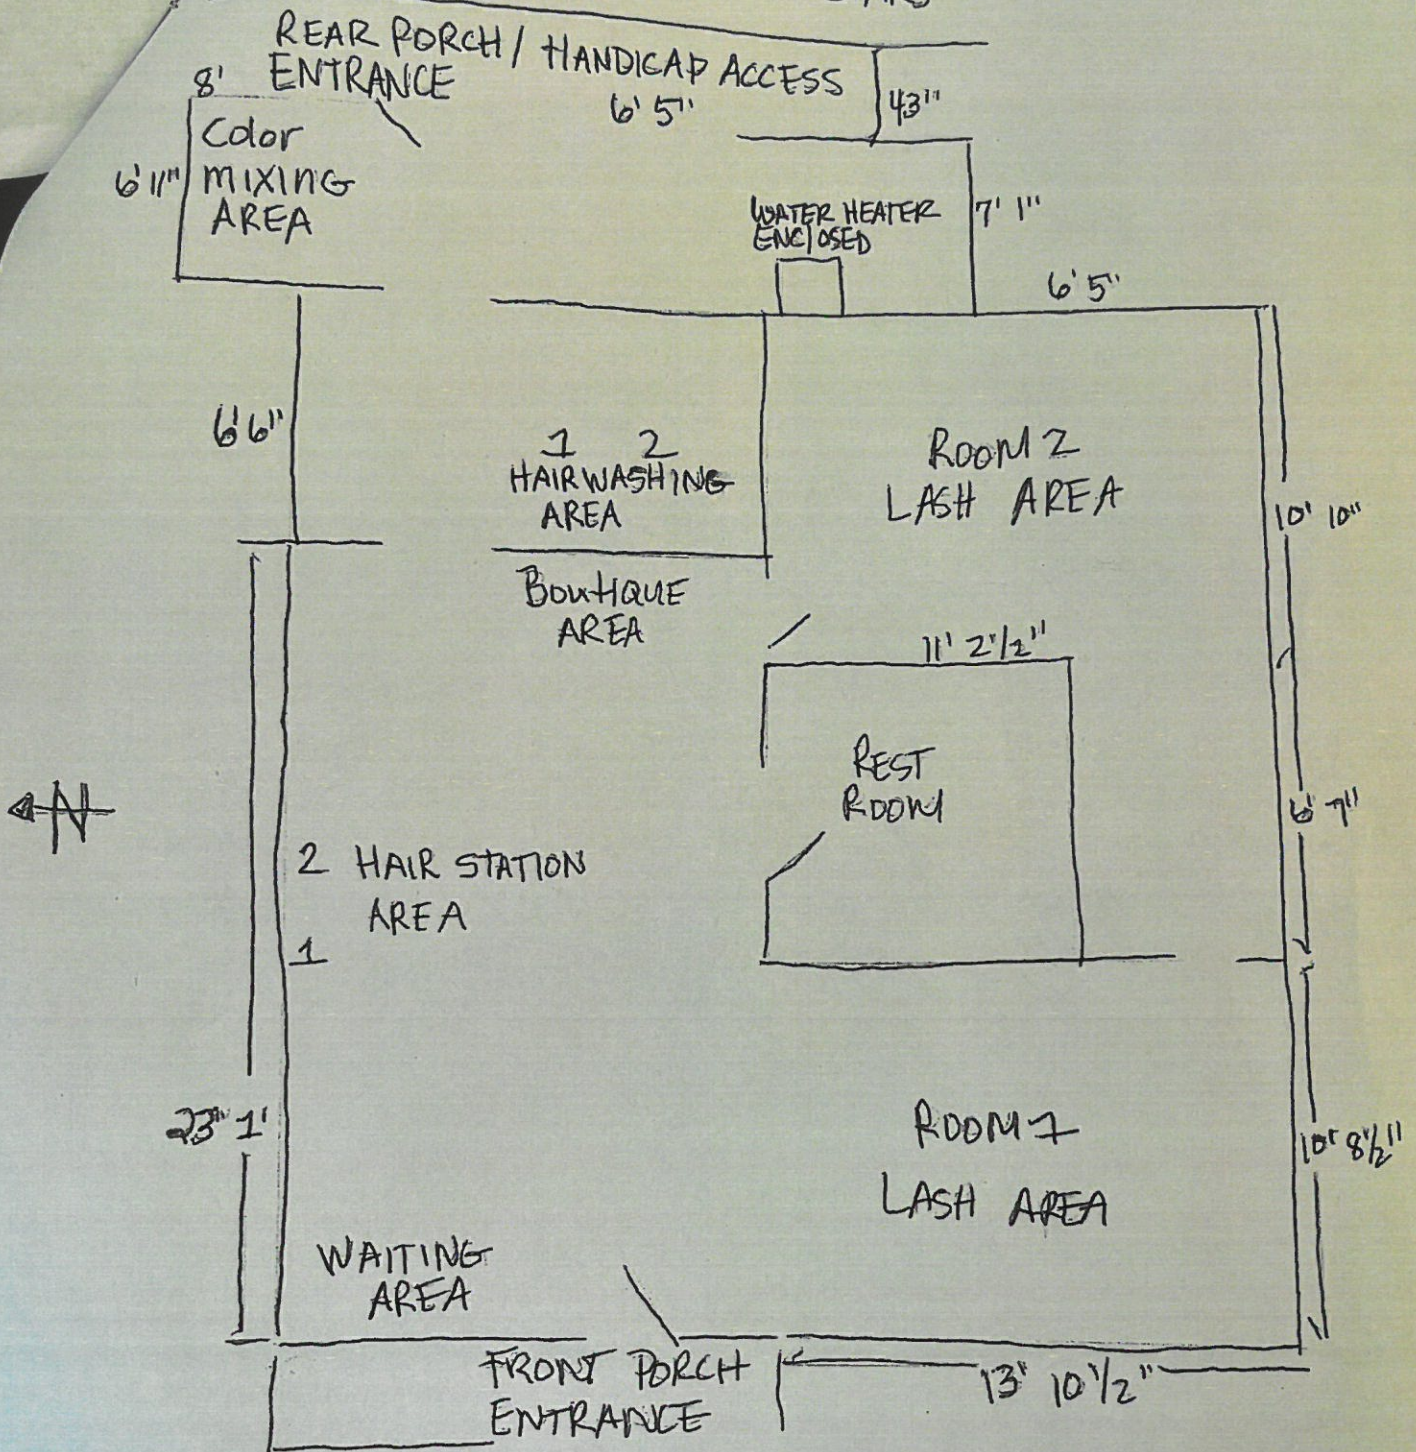 REAR PORCH / HANDICAP ACCESS
ENTRANCE
8'
6' 5"
43"
Color
MIXING
AREA
6' 11"
WATER HEATER
ENCLOSED
7' 1"
6' 5"
6' 6"
1 2
HAIR WASHING
AREA
ROOM 2
LASH AREA
10' 10"
BOUTIQUE
AREA
11' 2 1/2"
REST
ROOM
N
6' 7"
2 HAIR STATION
AREA
1
23" 1'
ROOM 1
LASH AREA
10' 8 1/2"
WAITING
AREA
FRONT PORCH
ENTRANCE
13' 10 1/2"